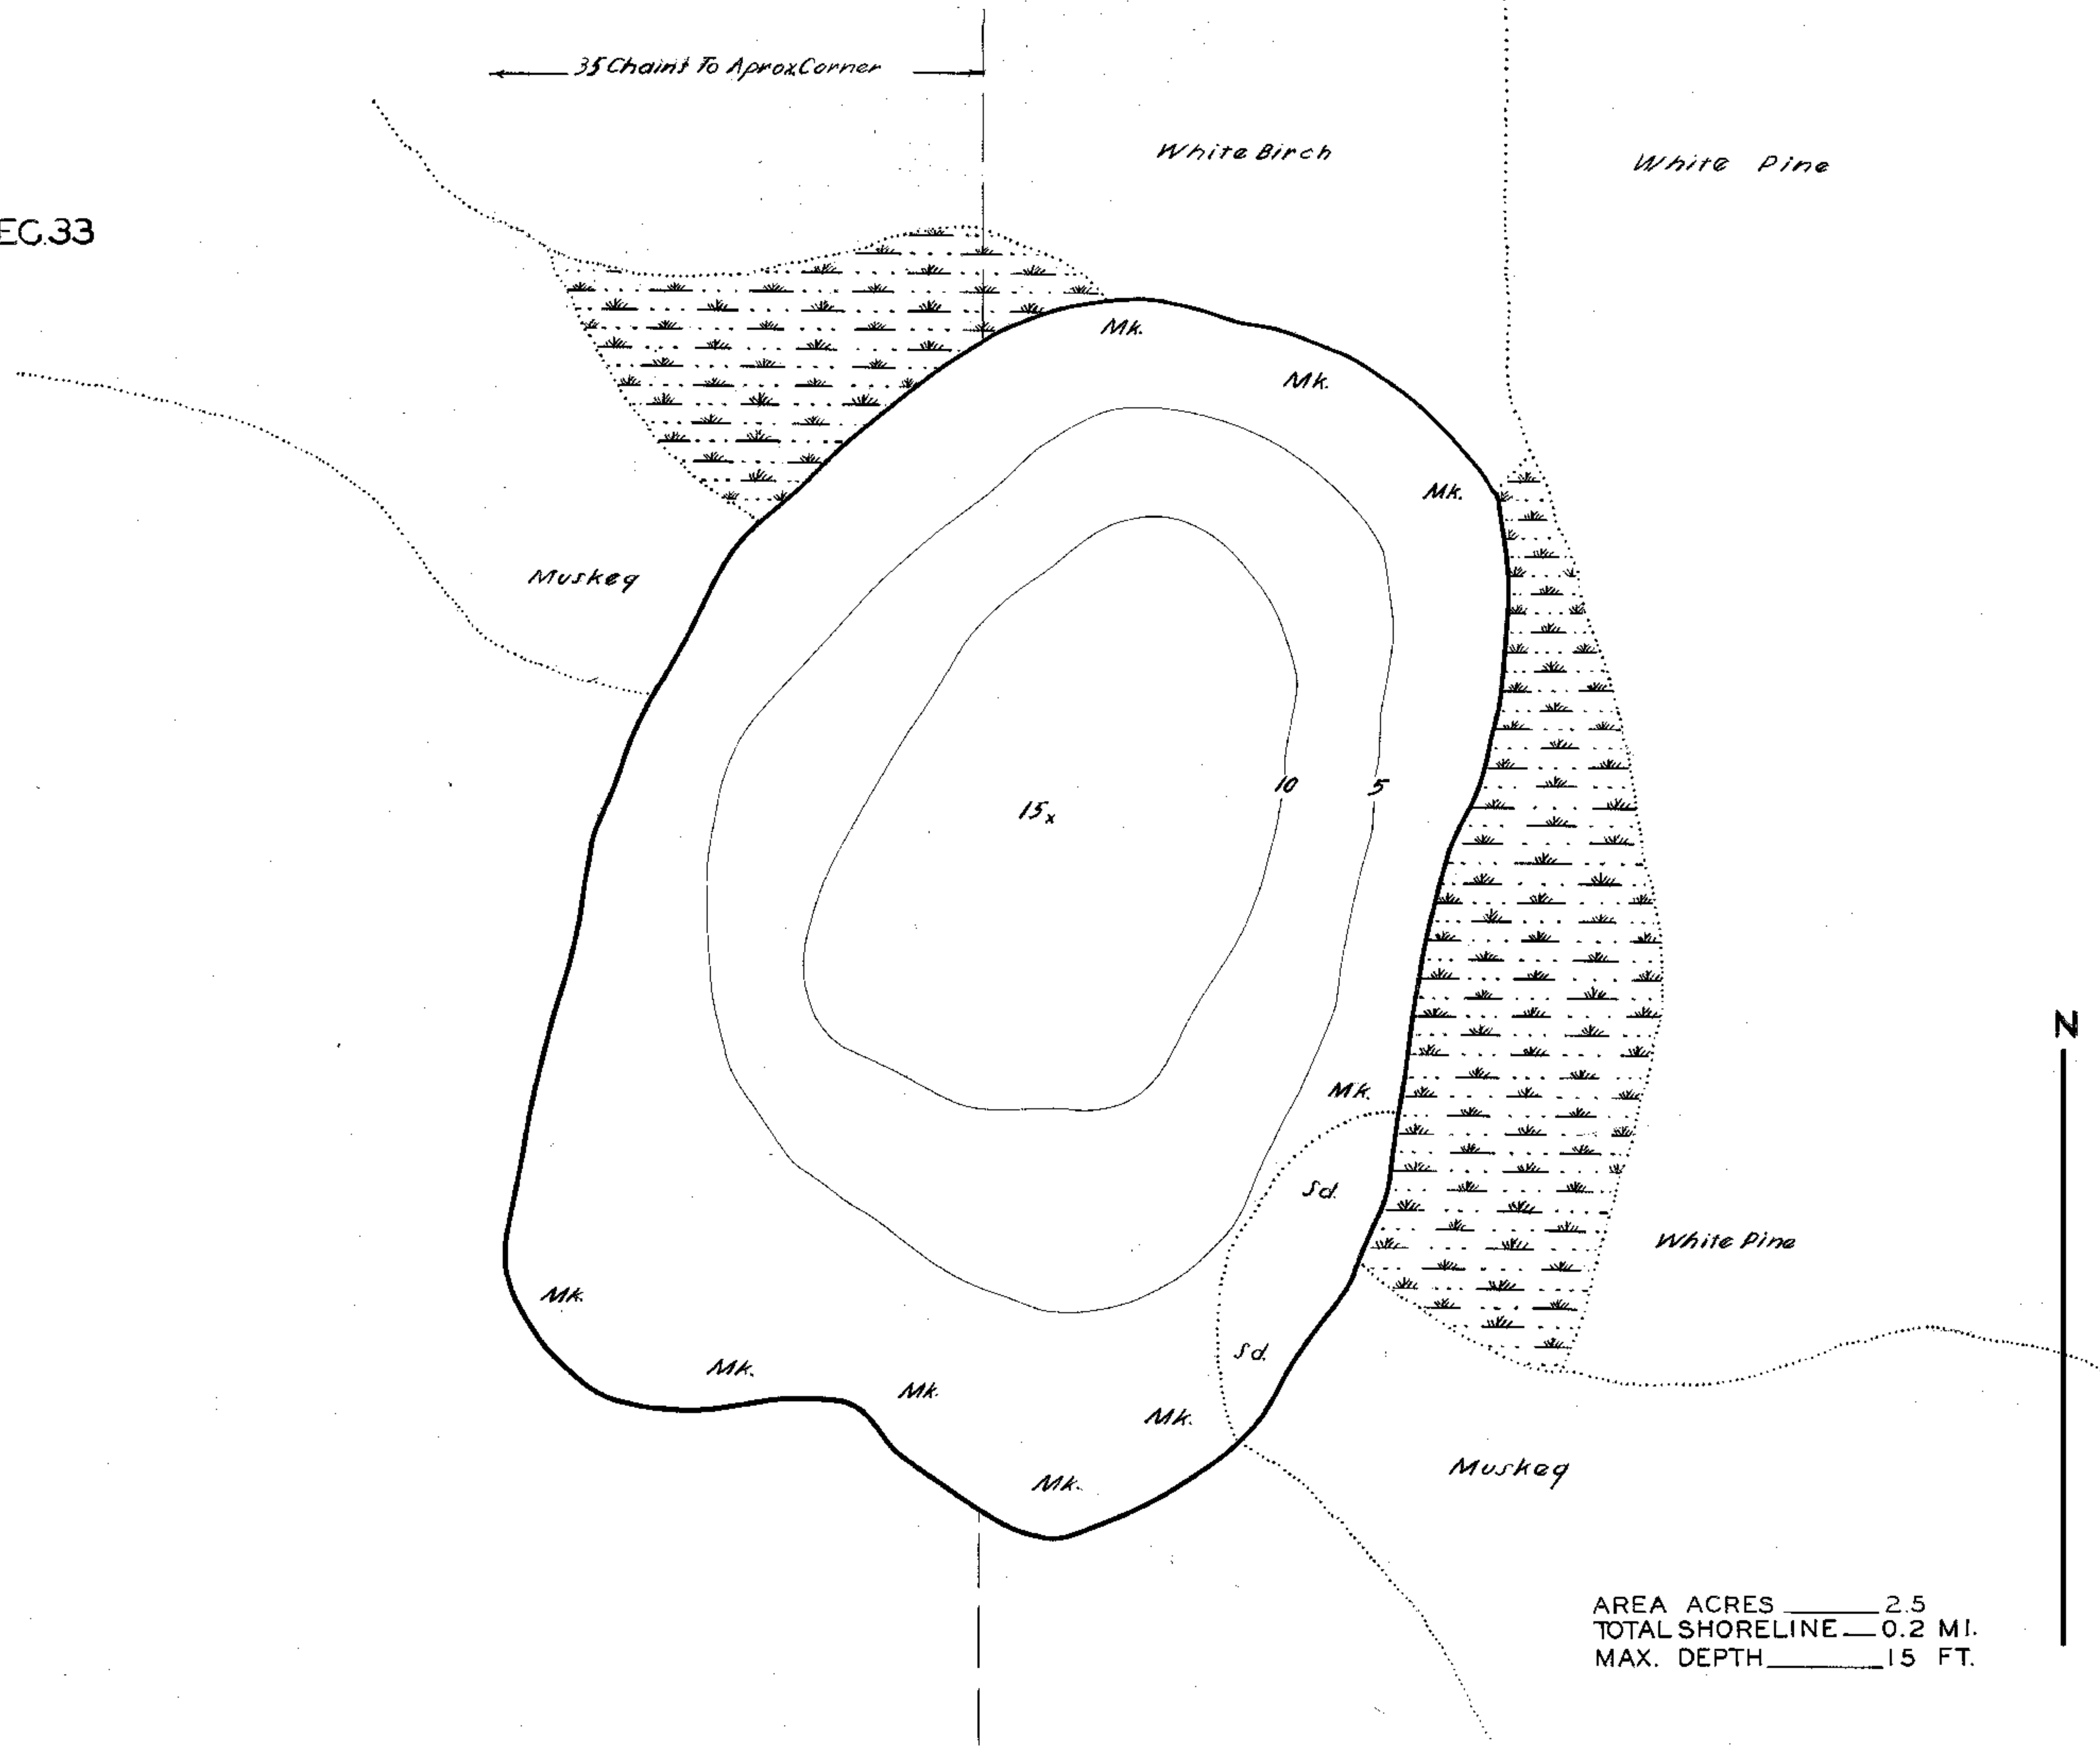 35 Chains To Aprox. Corner
White Birch
White Pine
EC. 33
Mk.
Mk.
Mk.
Muskeg
10
5
15x
Mk.
Sd.
White Pine
Mk.
Sd.
Mk.
Mk.
Mk.
Muskeg
Mk.
N
AREA ACRES 2.5
TOTAL SHORELINE 0.2 MI.
MAX. DEPTH 15 FT.